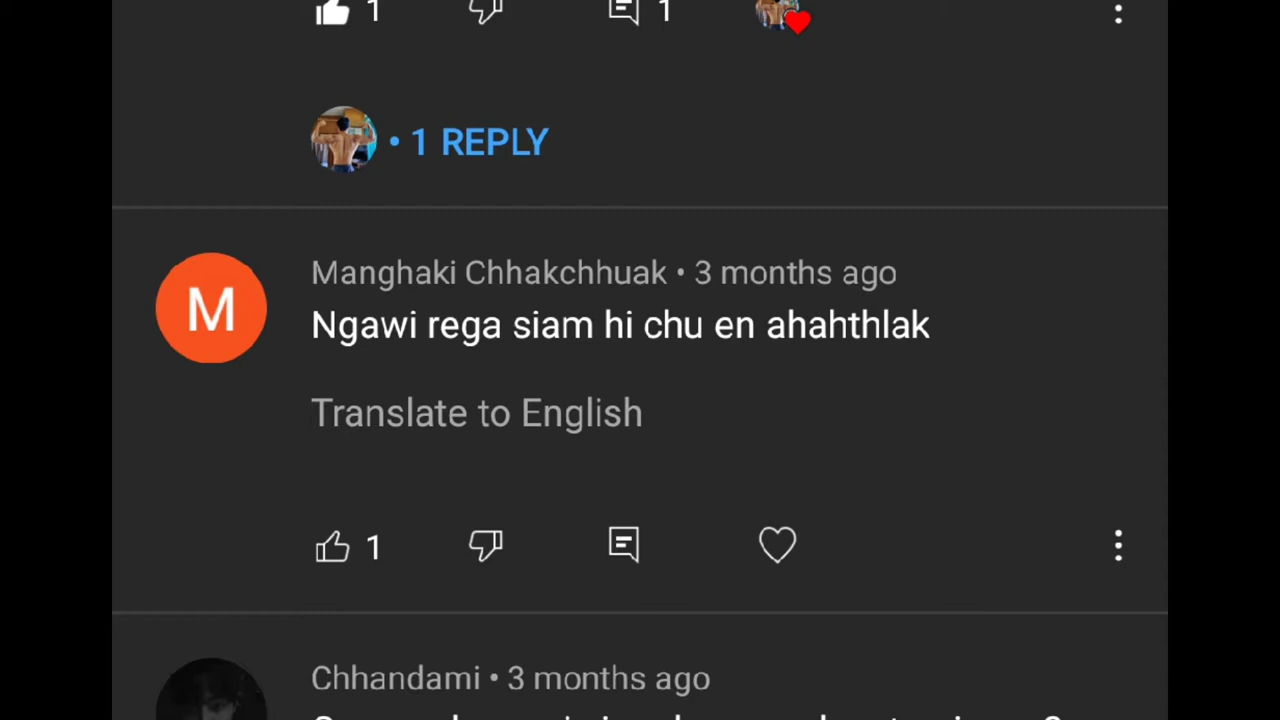 1 1
• 1 REPLY
M
Manghaki Chhakchhuak • 3 months ago
Ngawi rega siam hi chu en ahahthlak
Translate to English
1
Chhandami • 3 months ago